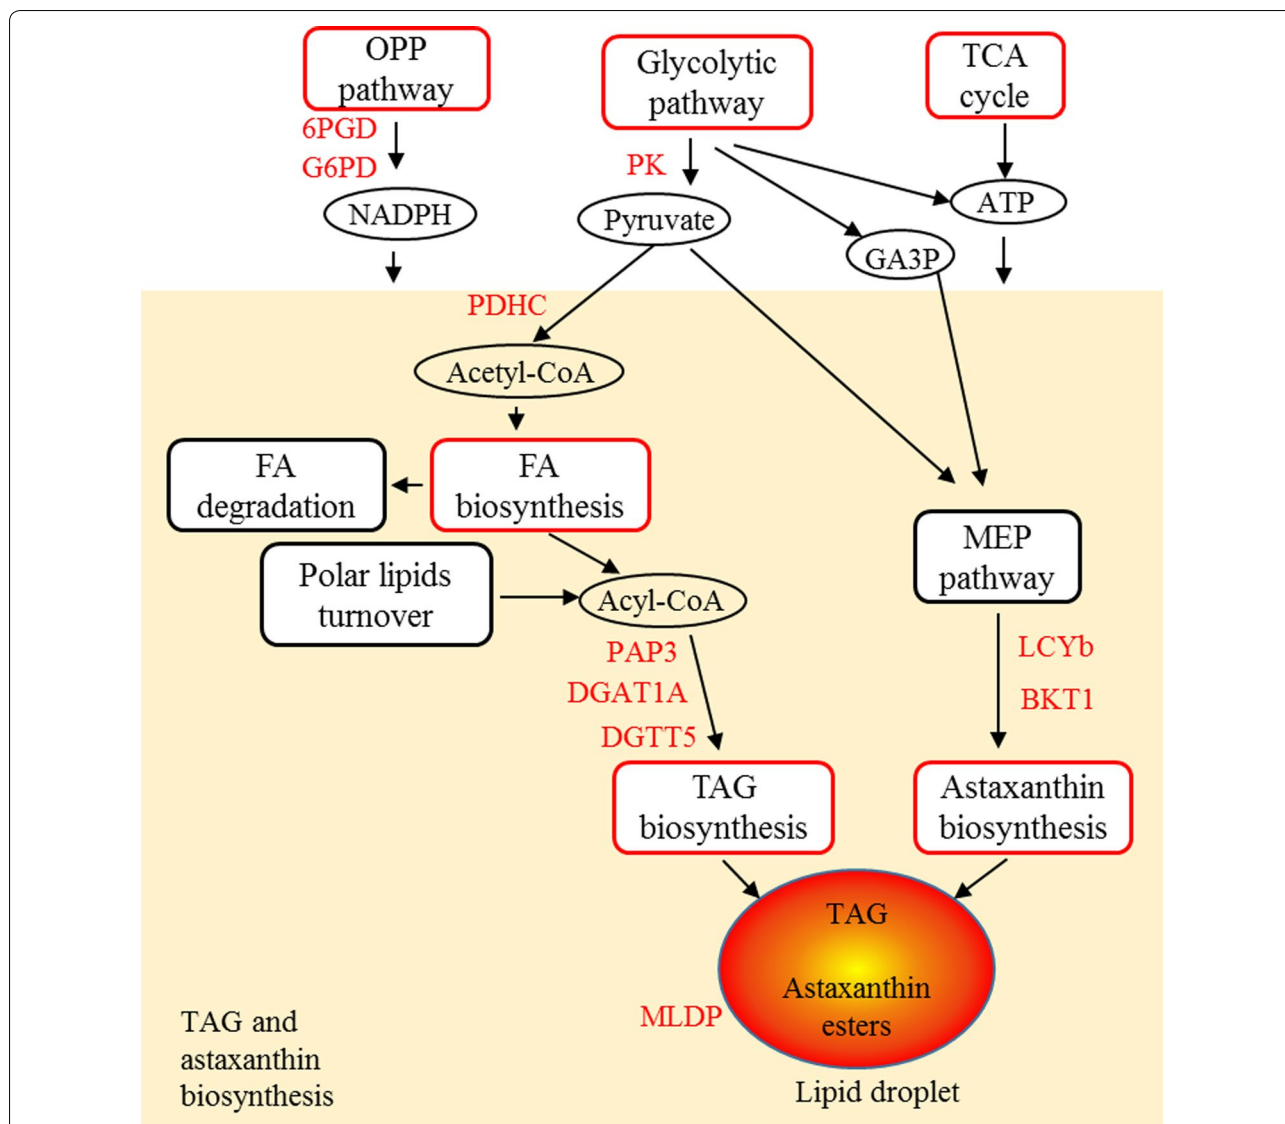 OPP
pathway
Glycolytic
pathway
TCA
cycle
6PGD
G6PD
PK
NADPH
Pyruvate
ATP
GA3P
PDHC
Acetyl-CoA
FA
degradation
FA
biosynthesis
Polar lipids
turnover
Acyl-CoA
MEP
pathway
PAP3
DGAT1A
DGTT5
LCYb
BKT1
TAG
biosynthesis
Astaxanthin
biosynthesis
TAG
Astaxanthin
esters
MLDP
Lipid droplet
TAG and
astaxanthin
biosynthesis